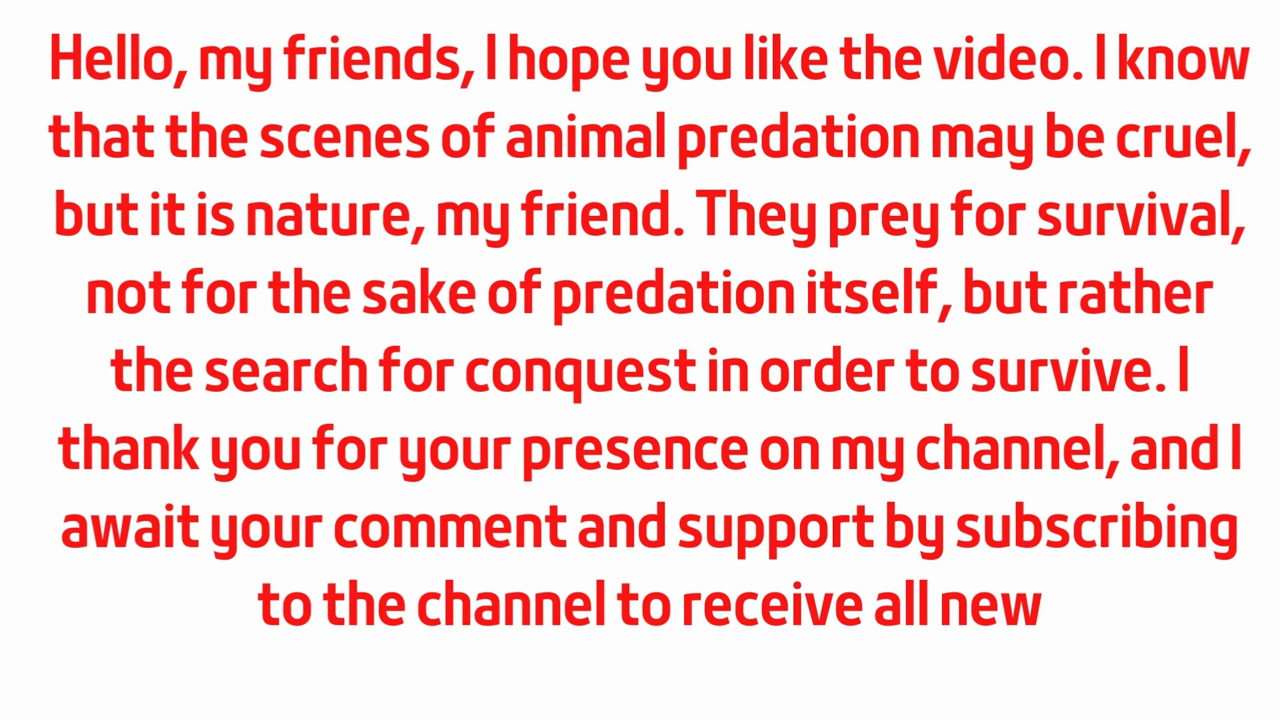 Hello, my friends, I hope you like the video. I know
that the scenes of animal predation may be cruel,
but it is nature, my friend. They prey for survival,
not for the sake of predation itself, but rather
the search for conquest in order to survive. I
thank you for your presence on my channel, and I
await your comment and support by subscribing
to the channel to receive all new